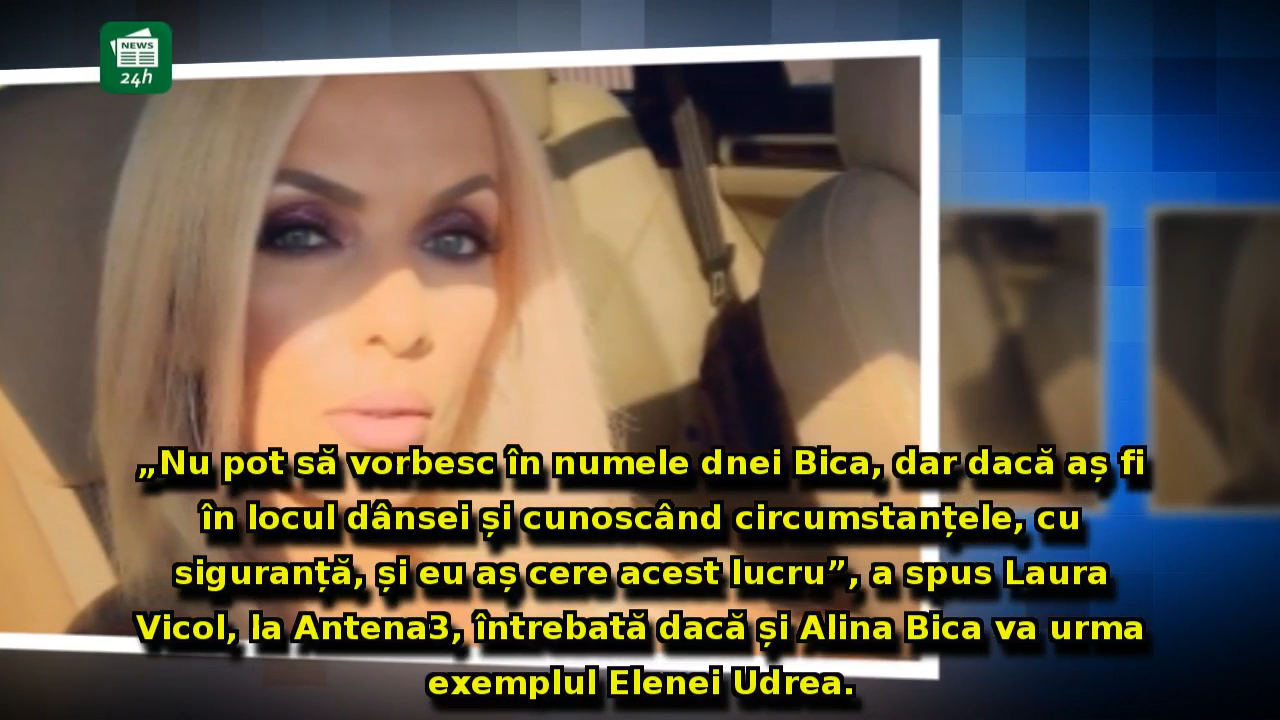 NEWS
24h
„Nu pot să vorbesc în numele dnei Bica, dar dacă aș fi
în locul dânsei și cunoscând circumstanțele, cu
siguranță, și eu aș cere acest lucru”, a spus Laura
Vicol, la Antena3, întrebată dacă și Alina Bica va urma
exemplul Elenei Udrea.